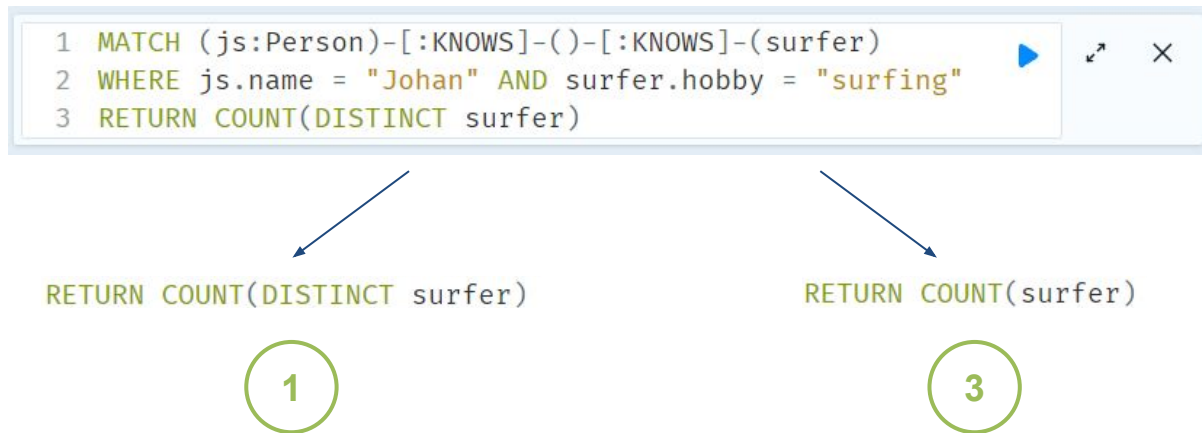 1 MATCH (js:Person)-[:KNOWS]-()-[:KNOWS]-(surfer)
2 WHERE js.name = "Johan" AND surfer.hobby = "surfing"
3 RETURN COUNT(DISTINCT surfer)
RETURN COUNT(DISTINCT surfer)
RETURN COUNT(surfer)
1
3